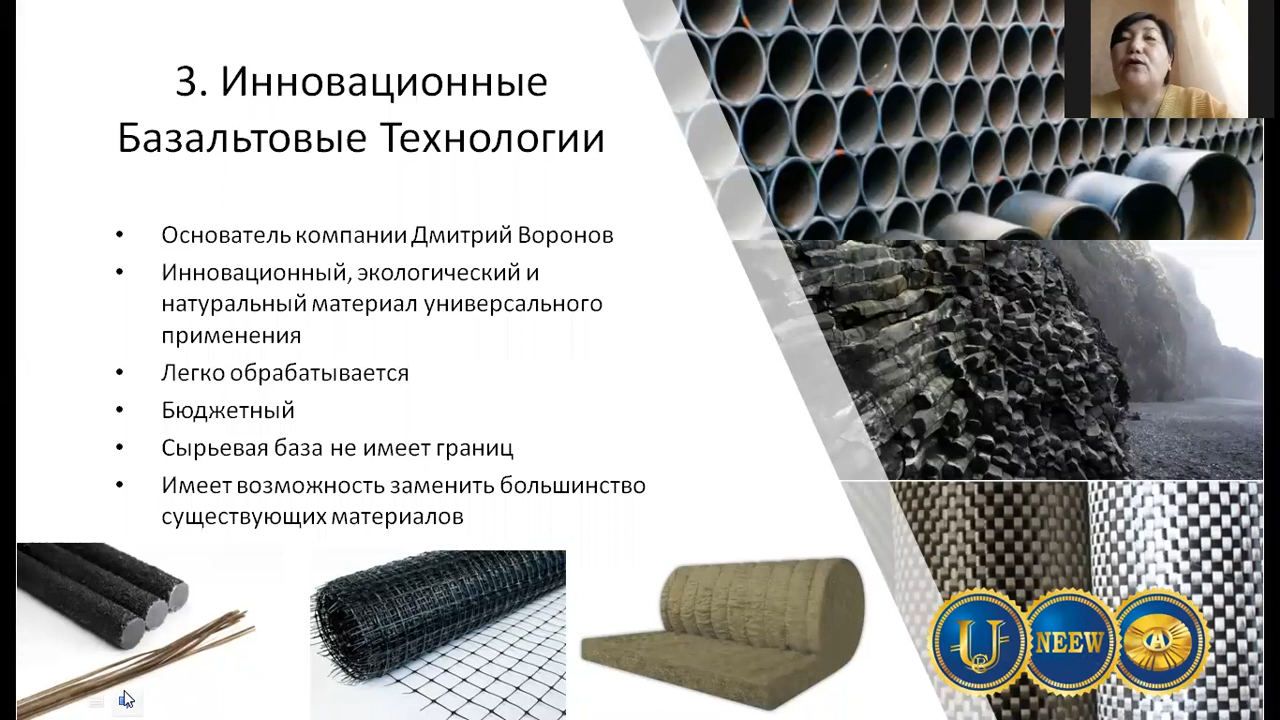 3. Инновационные
Базальтовые Технологии
• Основатель компании Дмитрий Воронов
• Инновационный, экологический и
натуральный материал универсального
применения
• Легко обрабатывается
• Бюджетный
• Сырьевая база не имеет границ
• Имеет возможность заменить большинство
существующих материалов
NEEW
A